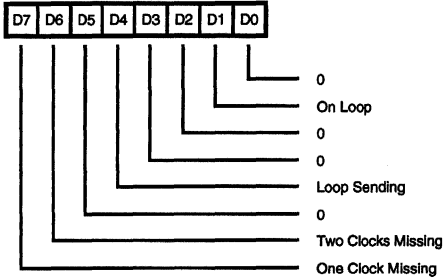 D7 D6 D5 D4 D3 D2 D1 D0
0
On Loop
0
0
Loop Sending
0
Two Clocks Missing
One Clock Missing